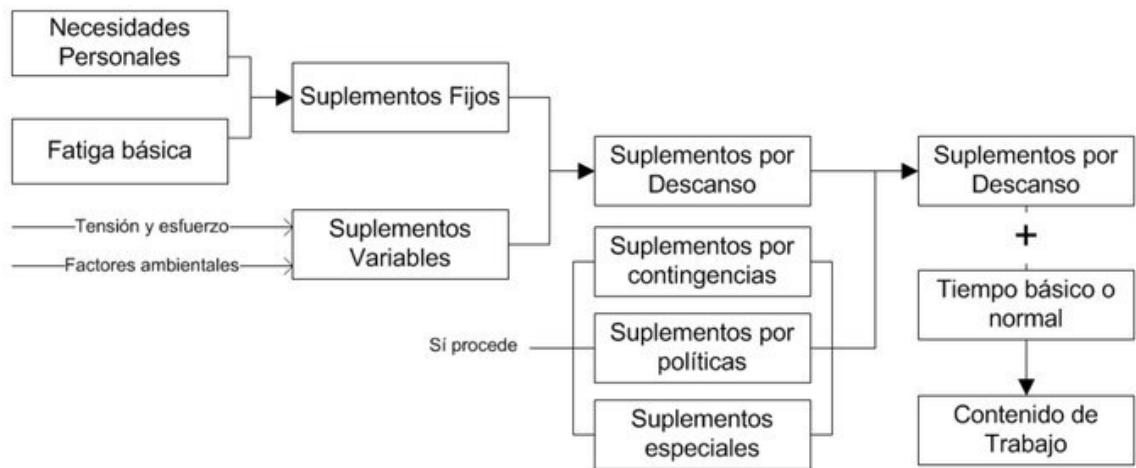 Necesidades
Personales
Fatiga básica
Tensión y esfuerzo
Factores ambientales
Suplementos Fijos
Suplementos
Variables
Sí procede
Suplementos por
Descanso
Suplementos por
contingencias
Suplementos por
políticas
Suplementos
especiales
Suplementos por
Descanso
+
Tiempo básico o
normal
Contenido de
Trabajo